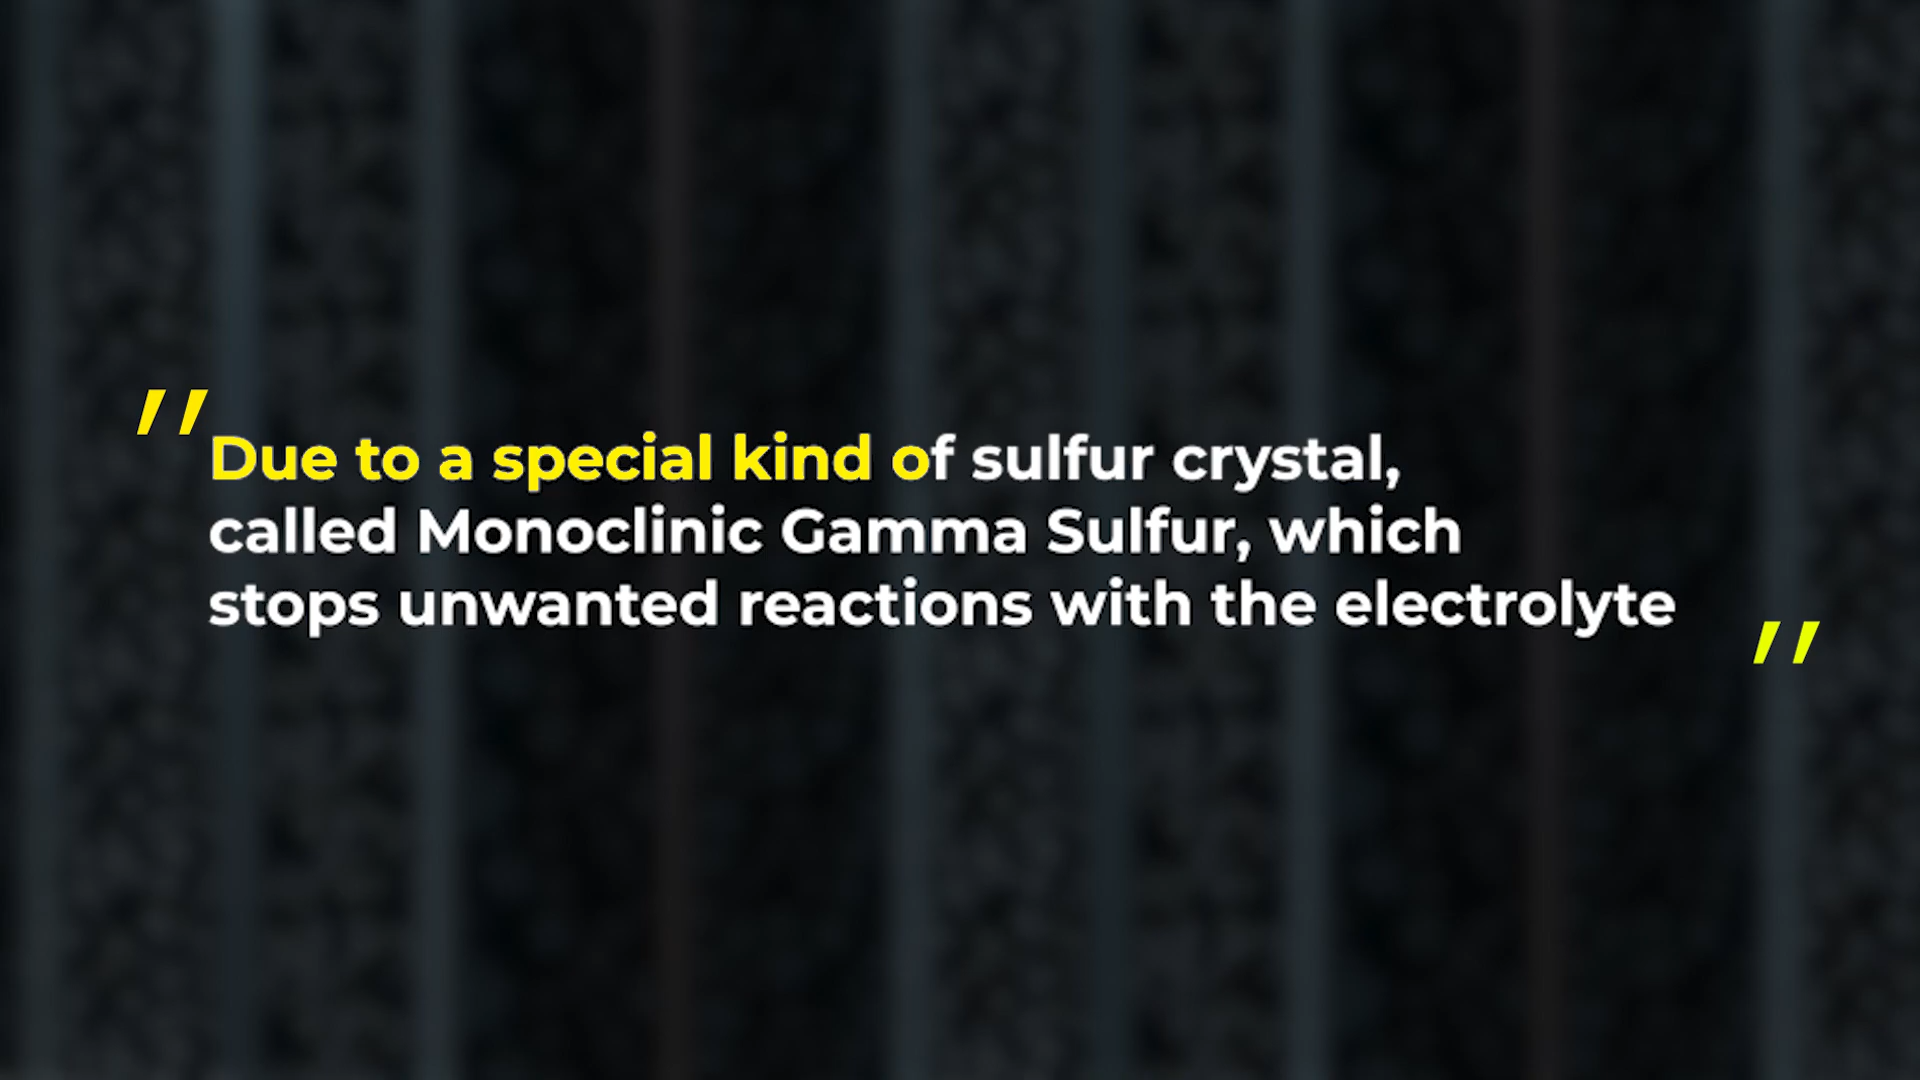 "Due to a special kind of sulfur crystal,
called Monoclinic Gamma Sulfur, which
stops unwanted reactions with the electrolyte"